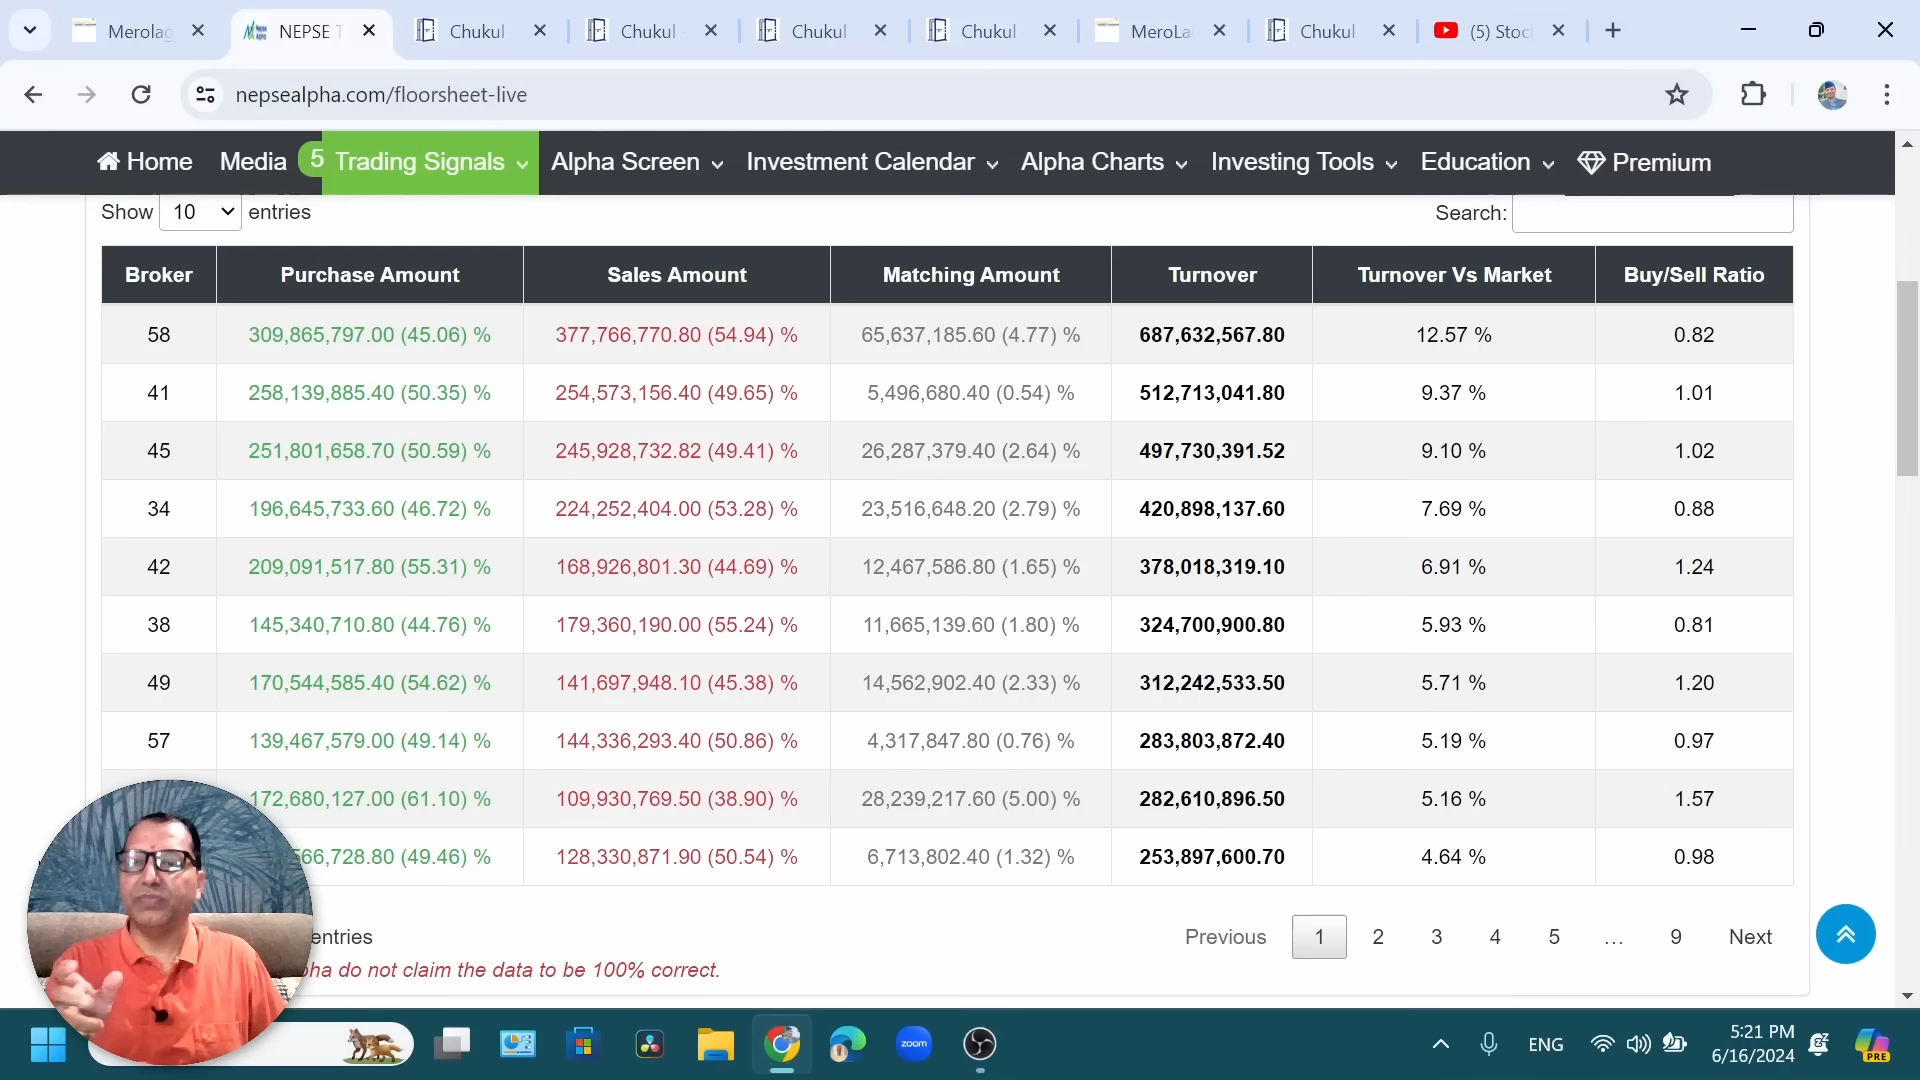 Merolag
NEPSE T
Chukul
Chukul
Chukul
Chukul
MeroLa
Chukul
(5) Stoc
nepsealpha.com/floorsheet-live
Home
Media
5
Trading Signals
Alpha Screen
Investment Calendar
Alpha Charts
Investing Tools
Education
Premium
Show 10 entries
Search:
Broker Purchase Amount Sales Amount Matching Amount Turnover Turnover Vs Market Buy/Sell Ratio
58 309,865,797.00 (45.06) % 377,766,770.80 (54.94) % 65,637,185.60 (4.77) % 687,632,567.80 12.57 % 0.82
41 258,139,885.40 (50.35) % 254,573,156.40 (49.65) % 5,496,680.40 (0.54) % 512,713,041.80 9.37 % 1.01
45 251,801,658.70 (50.59) % 245,928,732.82 (49.41) % 26,287,379.40 (2.64) % 497,730,391.52 9.10 % 1.02
34 196,645,733.60 (46.72) % 224,252,404.00 (53.28) % 23,516,648.20 (2.79) % 420,898,137.60 7.69 % 0.88
42 209,091,517.80 (55.31) % 168,926,801.30 (44.69) % 12,467,586.80 (1.65) % 378,018,319.10 6.91 % 1.24
38 145,340,710.80 (44.76) % 179,360,190.00 (55.24) % 11,665,139.60 (1.80) % 324,700,900.80 5.93 % 0.81
49 170,544,585.40 (54.62) % 141,697,948.10 (45.38) % 14,562,902.40 (2.33) % 312,242,533.50 5.71 % 1.20
57 139,467,579.00 (49.14) % 144,336,293.40 (50.86) % 4,317,847.80 (0.76) % 283,803,872.40 5.19 % 0.97
172,680,127.00 (61.10) % 109,930,769.50 (38.90) % 28,239,217.60 (5.00) % 282,610,896.50 5.16 % 1.57
566,728.80 (49.46) % 128,330,871.90 (50.54) % 6,713,802.40 (1.32) % 253,897,600.70 4.64 % 0.98
entries
Previous 1 2 3 4 5 ... 9 Next
pha do not claim the data to be 100% correct.
zoom
ENG
5:21 PM
6/16/2024
PRE